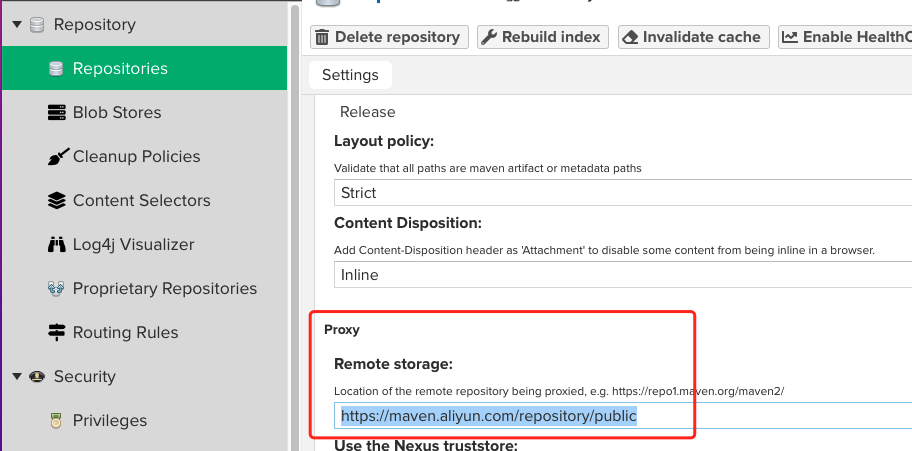 Repository
Repositories
Blob Stores
Cleanup Policies
Content Selectors
Log4j Visualizer
Proprietary Repositories
Routing Rules
Security
Privileges
Delete repository
Rebuild index
Invalidate cache
Enable HealthC
Settings
Release
Layout policy:
Validate that all paths are maven artifact or metadata paths
Strict
Content Disposition:
Add Content-Disposition header as 'Attachment' to disable some content from being inline in a browser.
Inline
Proxy
Remote storage:
Location of the remote repository being proxied, e.g. https://repo1.maven.org/maven2/
https://maven.aliyun.com/repository/public
Use the Nexus truststore: